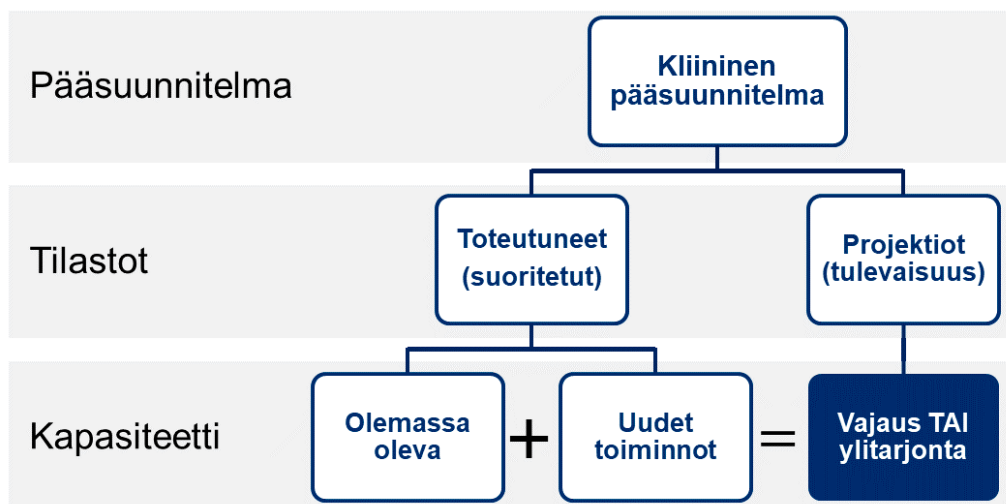 Pääsuunnitelma
Kliininen
pääsuunnitelma
Tilastot
Toteutuneet
(suoritetut)
Projektiot
(tulevaisuus)
Kapasiteetti
Olemassa
oleva
+
Uudet
toiminnot
=
Vajaus TAI
ylitarjonta